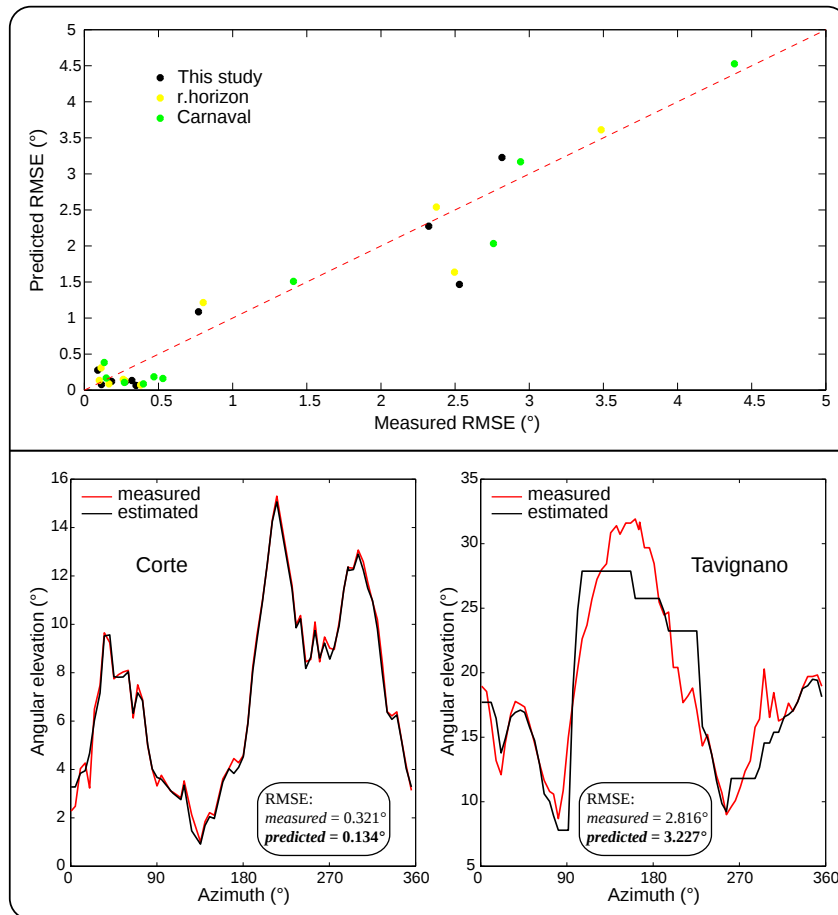 5
4.5
4
3.5
3
2.5
2
1.5
1
0.5
0
Predicted RMSE (°)
This study
r.horizon
Carnaval
0 0.5 1 1.5 2 2.5 3 3.5 4 4.5 5
Measured RMSE (°)
16
14
12
10
8
6
4
2
0
Angular elevation (°)
measured
estimated
Corte
RMSE:
measured = 0.321°
predicted = 0.134°
0 90 180 270 360
Azimuth (°)
35
30
25
20
15
10
5
Angular elevation (°)
measured
estimated
Tavignano
RMSE:
measured = 2.816°
predicted = 3.227°
0 90 180 270 360
Azimuth (°)